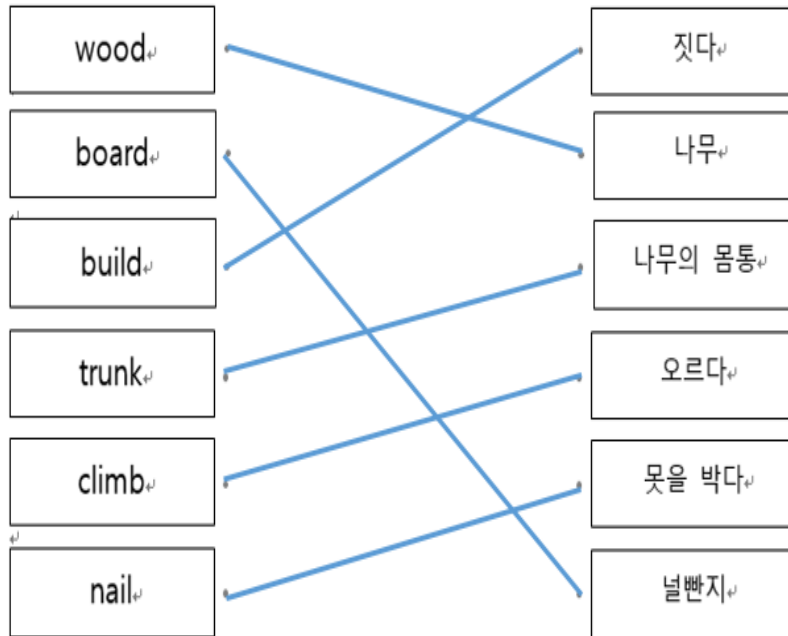 wood
짓다
board
나무
build
나무의 몸통
trunk
오르다
climb
못을 박다
nail
널빤지